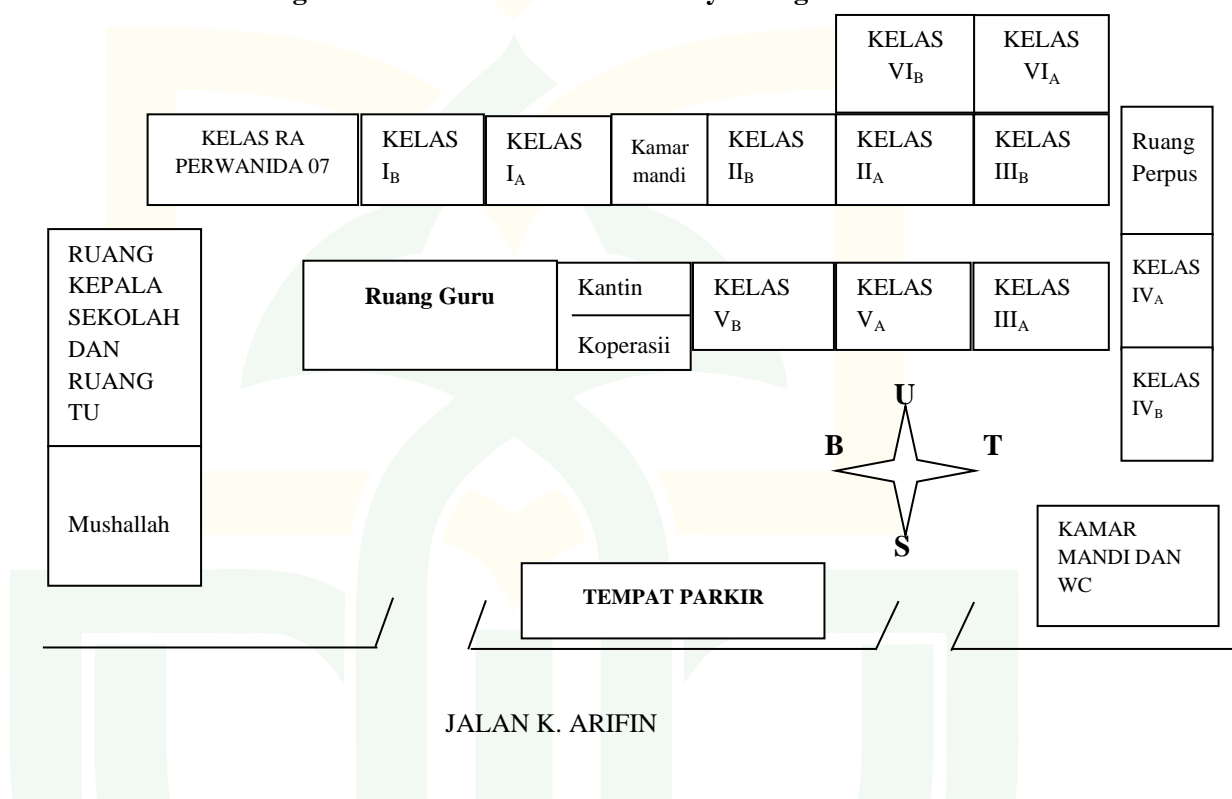 KELAS
VIB
KELAS
VIA
KELAS RA
PERWANIDA 07
KELAS
IB
KELAS
IA
Kamar
mandi
KELAS
IIB
KELAS
IIA
KELAS
IIIB
Ruang
Perpus
RUANG
KEPALA
SEKOLAH
DAN
RUANG
TU
Ruang Guru
Kantin
Koperasii
KELAS
VB
KELAS
VA
KELAS
IIIA
KELAS
IVA
KELAS
IVB
U
B
T
S
Mushallah
KAMAR
MANDI DAN
WC
TEMPAT PARKIR
JALAN K. ARIFIN